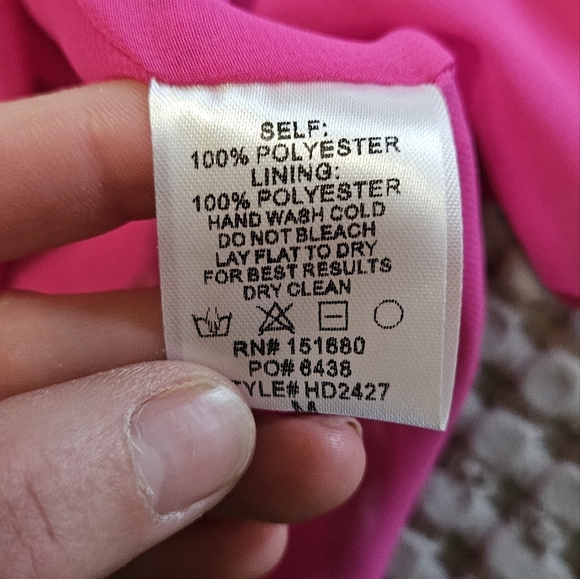 SELF:
100% POLYESTER
LINING:
100% POLYESTER
HAND WASH COLD
DO NOT BLEACH
LAY FLAT TO DRY
FOR BEST RESULTS
DRY CLEAN
RN# 151680
PO# 6438
TYLE# HD2427